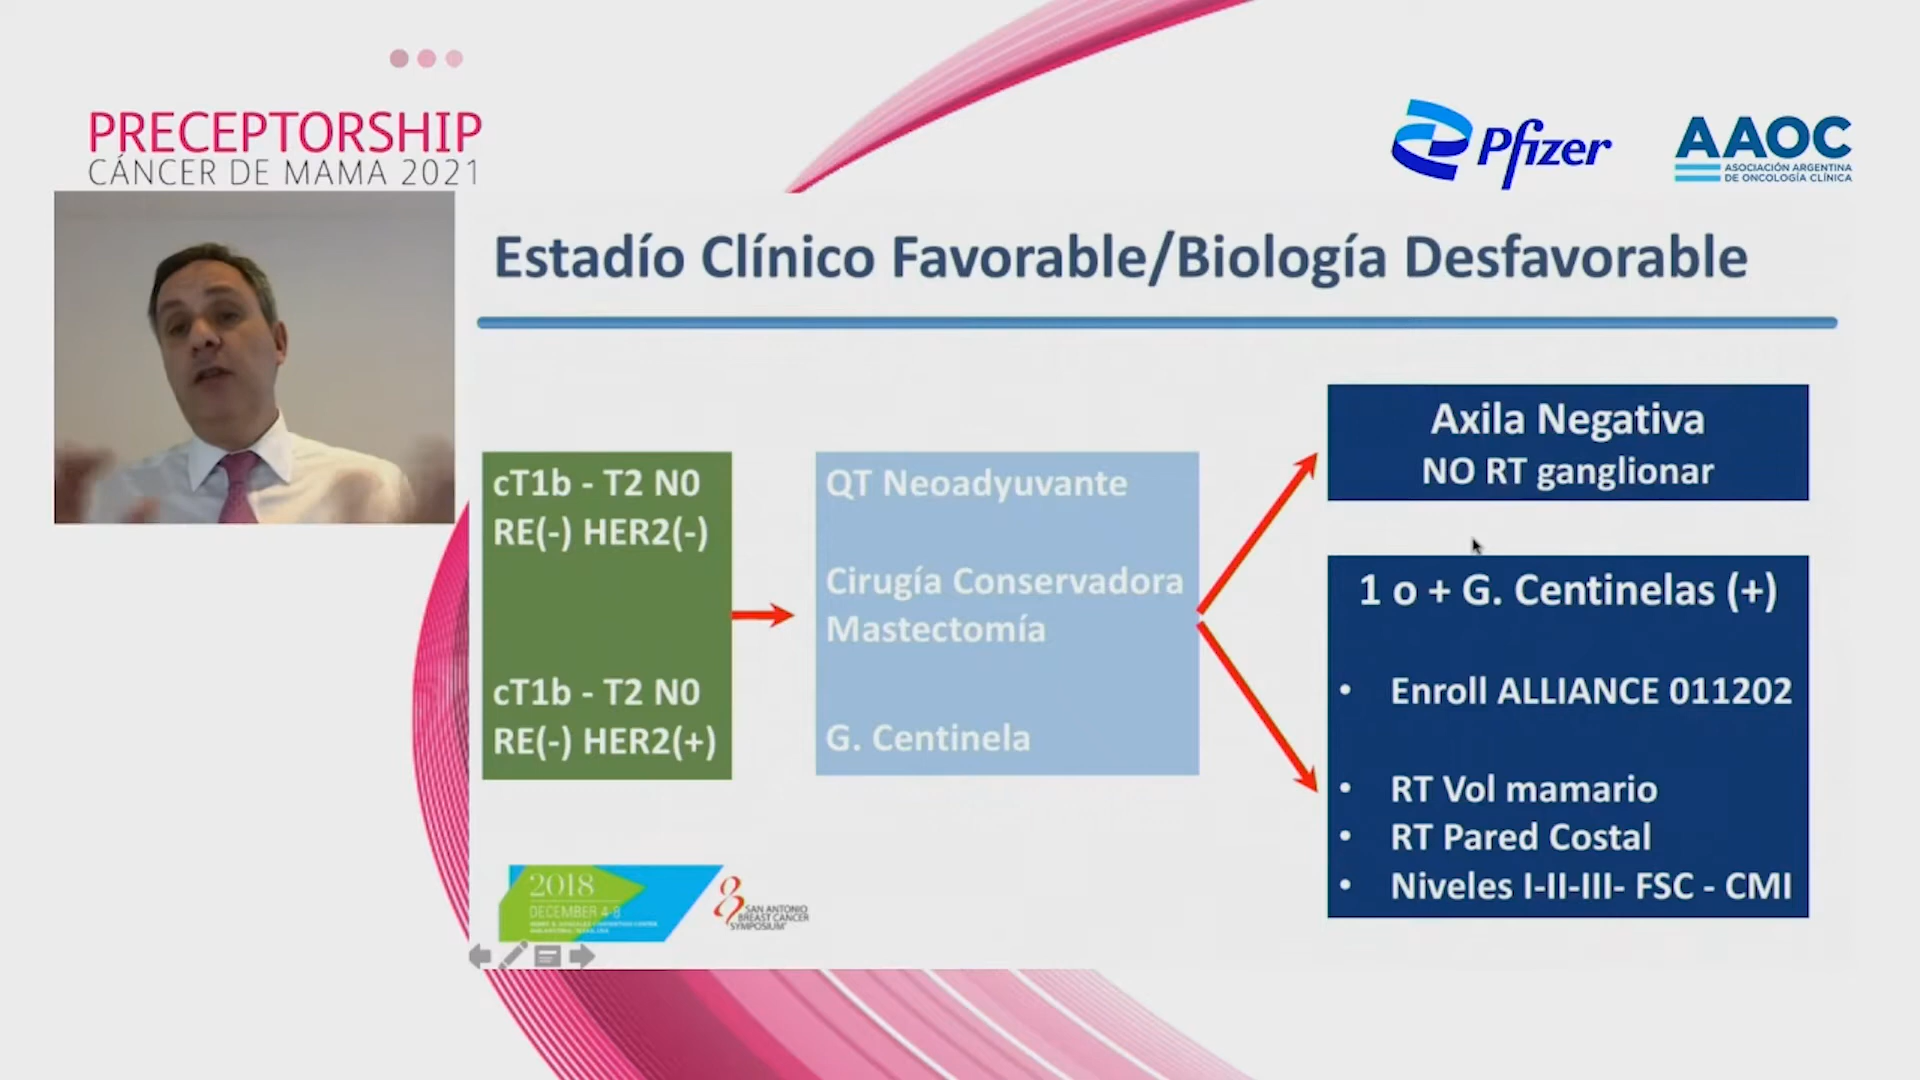 PRECEPTORSHIP
CÁNCER DE MAMA 2021
Pfizer
AAOC
ASOCIACIÓN ARGENTINA
DE ONCOLOGÍA CLÍNICA
Estadío Clínico Favorable/Biología Desfavorable
cT1b - T2 N0
RE(-) HER2(-)
cT1b - T2 N0
RE(-) HER2(+)
QT Neoadyuvante
Cirugía Conservadora
Mastectomía
G. Centinela
Axila Negativa
NO RT ganglionar
1 o + G. Centinelas (+)
• Enroll ALLIANCE 011202
• RT Vol mamario
• RT Pared Costal
• Niveles I-II-III- FSC - CMI
2018
DECEMBER 4-8
SAN ANTONIO
BREAST CANCER
SYMPOSIUM